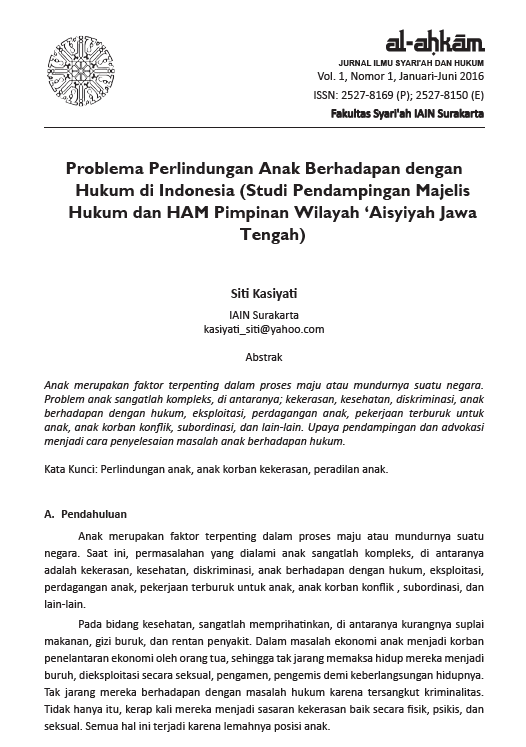 al-aḥkām
JURNAL ILMU SYARI'AH DAN HUKUM
Vol. 1, Nomor 1, Januari-Juni 2016
ISSN: 2527-8169 (P); 2527-8150 (E)
Fakultas Syari'ah IAIN Surakarta
Problema Perlindungan Anak Berhadapan dengan
Hukum di Indonesia (Studi Pendampingan Majelis
Hukum dan HAM Pimpinan Wilayah ‘Aisyiyah Jawa
Tengah)
Siti Kasiyati
IAIN Surakarta
kasiyati_siti@yahoo.com
Abstrak
Anak merupakan faktor terpenting dalam proses maju atau mundurnya suatu negara.
Problem anak sangatlah kompleks, di antaranya; kekerasan, kesehatan, diskriminasi, anak
berhadapan dengan hukum, eksploitasi, perdagangan anak, pekerjaan terburuk untuk
anak, anak korban konflik, subordinasi, dan lain-lain. Upaya pendampingan dan advokasi
menjadi cara penyelesaian masalah anak berhadapan hukum.
Kata Kunci: Perlindungan anak, anak korban kekerasan, peradilan anak.
A. Pendahuluan
Anak merupakan faktor terpenting dalam proses maju atau mundurnya suatu
negara. Saat ini, permasalahan yang dialami anak sangatlah kompleks, di antaranya
adalah kekerasan, kesehatan, diskriminasi, anak berhadapan dengan hukum, eksploitasi,
perdagangan anak, pekerjaan terburuk untuk anak, anak korban konflik , subordinasi, dan
lain-lain.
Pada bidang kesehatan, sangatlah memprihatinkan, di antaranya kurangnya suplai
makanan, gizi buruk, dan rentan penyakit. Dalam masalah ekonomi anak menjadi korban
penelantaran ekonomi oleh orang tua, sehingga tak jarang memaksa hidup mereka menjadi
buruh, dieksploitasi secara seksual, pengamen, pengemis demi keberlangsungan hidupnya.
Tak jarang mereka berhadapan dengan masalah hukum karena tersangkut kriminalitas.
Tidak hanya itu, kerap kali mereka menjadi sasaran kekerasan baik secara fisik, psikis, dan
seksual. Semua hal ini terjadi karena lemahnya posisi anak.